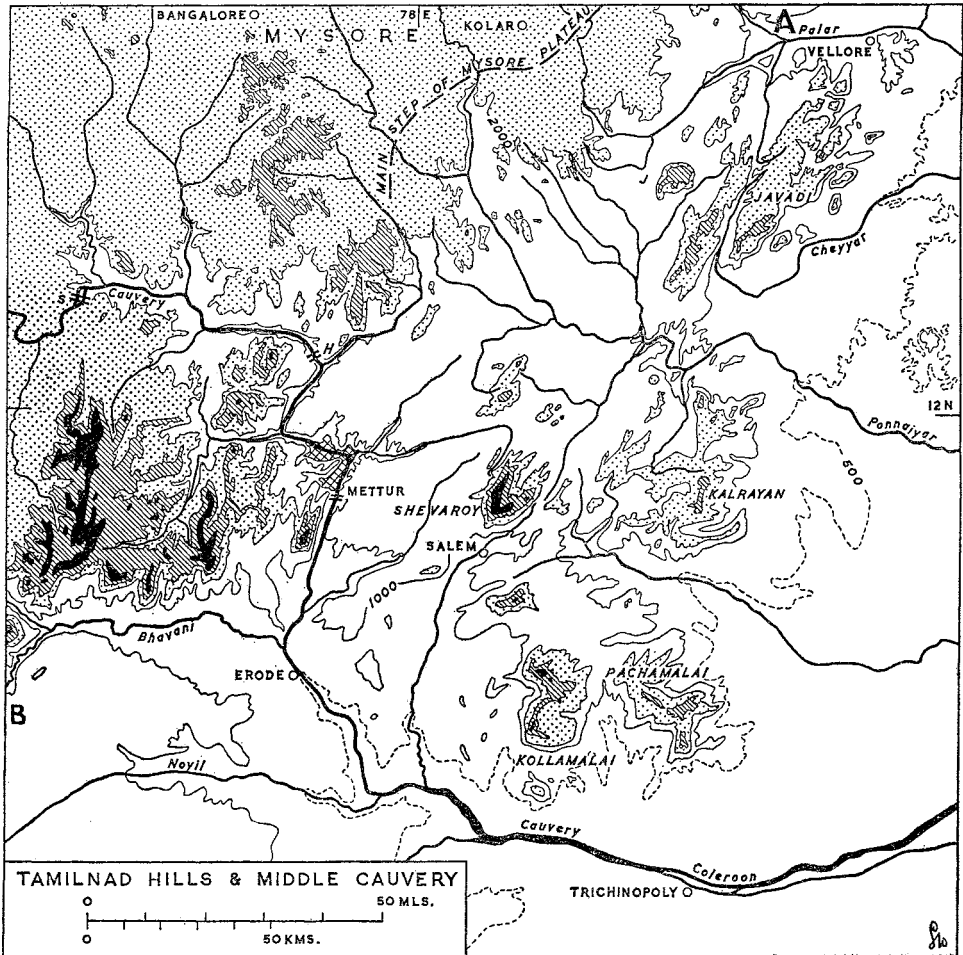 BANGALORE
78 E
KOLAR
A
Palar
MYSORE
VELLORE
MAIN STEP OF MYSORE PLATEAU
2000
J
JAVADI
Cheyyar
S
Cauvery
H
12 N
Ponnaiyar
500
METTUR
SHEVAROY
KALRAYAN
SALEM
1000
Bhavani
ERODE
PACHAMALAI
B
KOLLAMALAI
Noyil
Cauvery
Coleroon
TRICHINOPOLY
TAMILNAD HILLS & MIDDLE CAUVERY
0 50 MLS.
0 50 KMS.